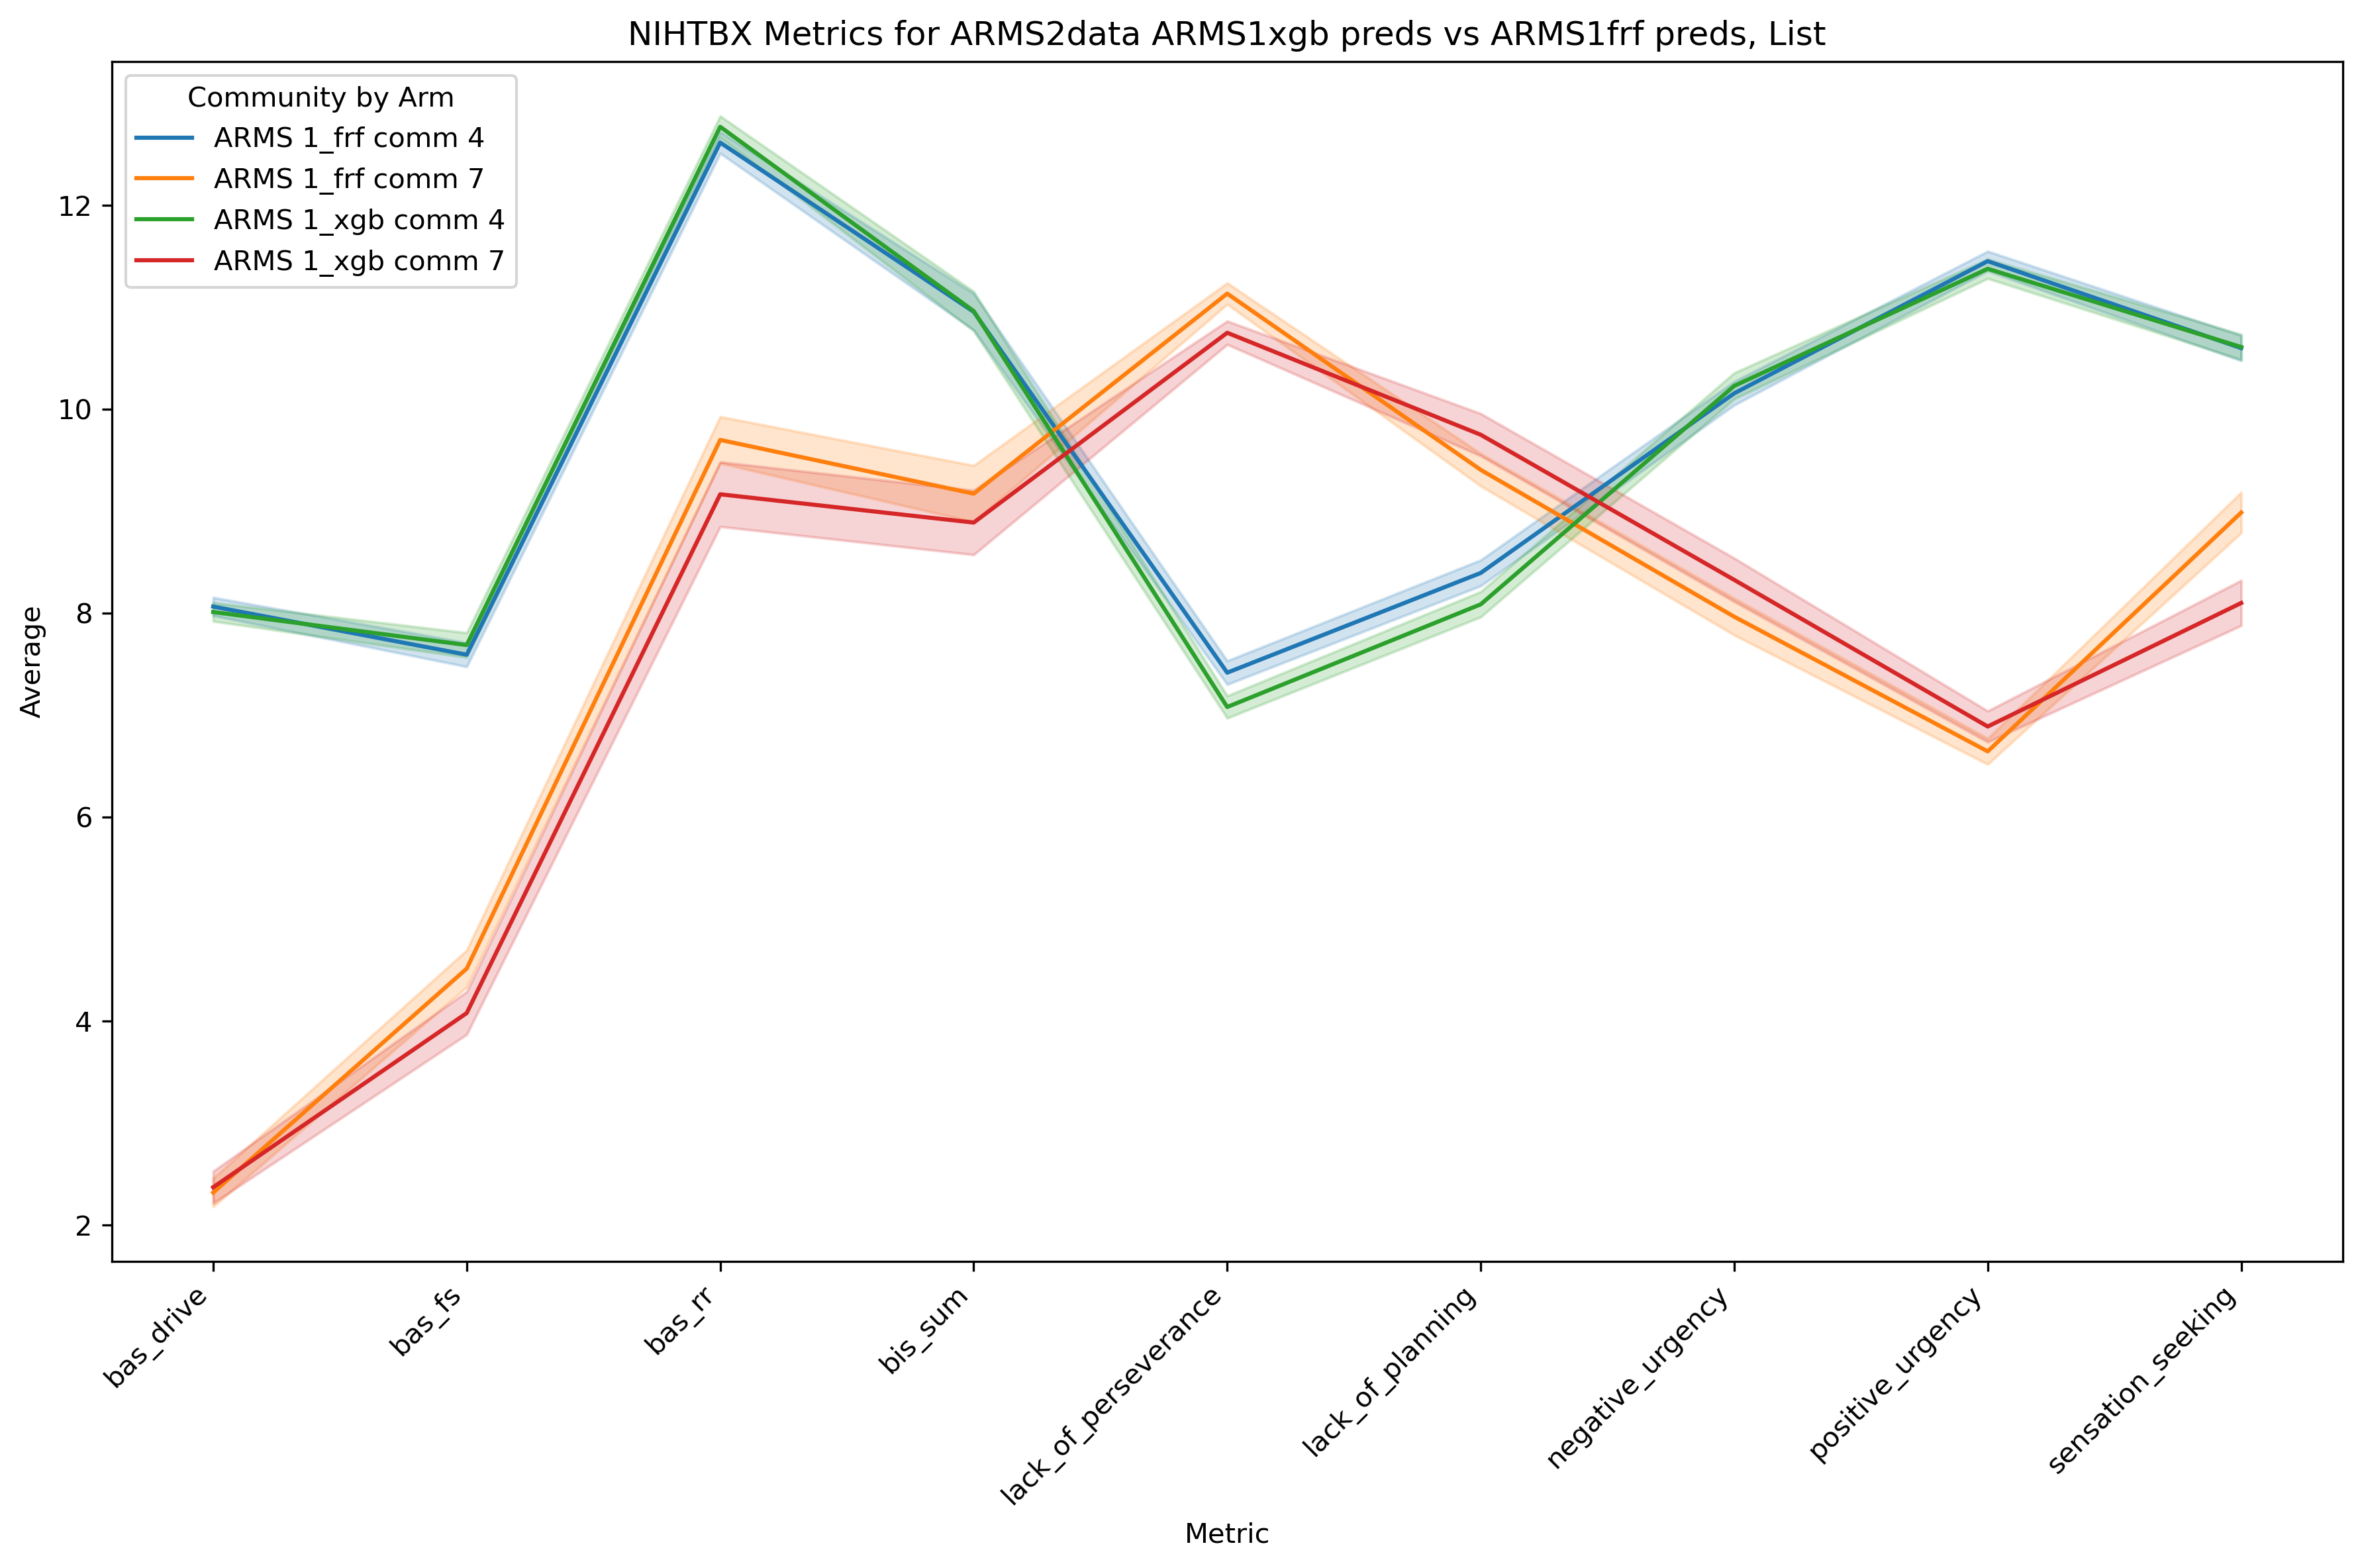 NIHTBX Metrics for ARMS2data ARMS1xgb preds vs ARMS1frf preds, List
Community by Arm
ARMS 1_frf comm 4
ARMS 1_frf comm 7
ARMS 1_xgb comm 4
ARMS 1_xgb comm 7
12
10
8
6
4
2
Average
bas_drive
bas_fs
bas_rr
bis_sum
lack_of_perseverance
lack_of_planning
negative_urgency
positive_urgency
sensation_seeking
Metric